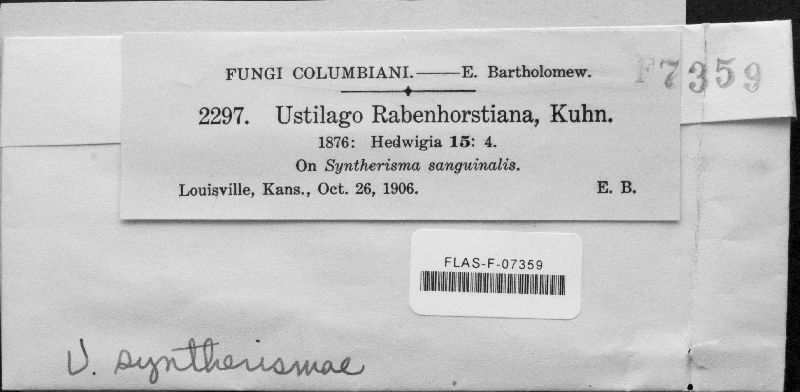 FUNGI COLUMBIANI.——E. Bartholomew.
F7359
2297. Ustilago Rabenhorstiana, Kuhn.
1876: Hedwigia 15: 4.
On Syntherisma sanguinalis.
Louisville, Kans., Oct. 26, 1906. E. B.
FLAS-F-07359
U. syntherismae